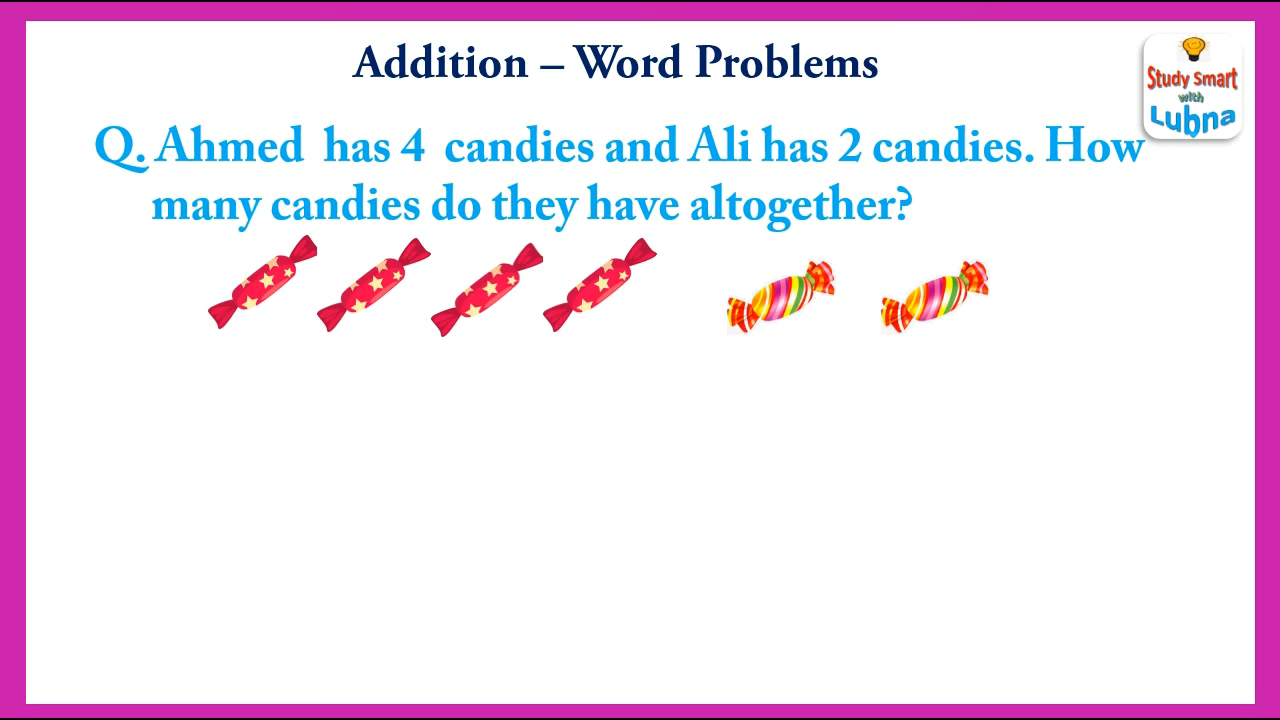 Addition – Word Problems
Study Smart
with
Lubna
Q. Ahmed has 4 candies and Ali has 2 candies. How
many candies do they have altogether?